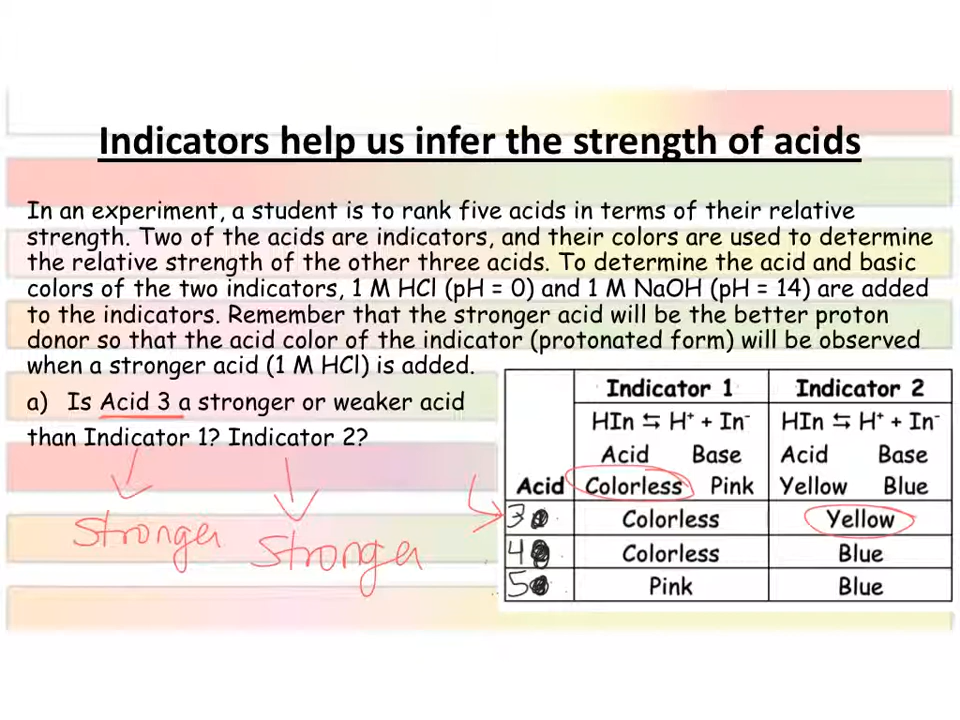 Indicators help us infer the strength of acids
In an experiment, a student is to rank five acids in terms of their relative
strength. Two of the acids are indicators, and their colors are used to determine
the relative strength of the other three acids. To determine the acid and basic
colors of the two indicators, 1 M HCl (pH = 0) and 1 M NaOH (pH = 14) are added
to the indicators. Remember that the stronger acid will be the better proton
donor so that the acid color of the indicator (protonated form) will be observed
when a stronger acid (1 M HCl) is added.
a) Is Acid 3 a stronger or weaker acid
than Indicator 1? Indicator 2?
Stronger
Stronger
Indicator 1 Indicator 2
HIn ⇆ H⁺ + In⁻ HIn ⇆ H⁺ + In⁻
Acid Base Acid Base
Acid Colorless Pink Yellow Blue
3 Colorless Yellow
4 Colorless Blue
5 Pink Blue